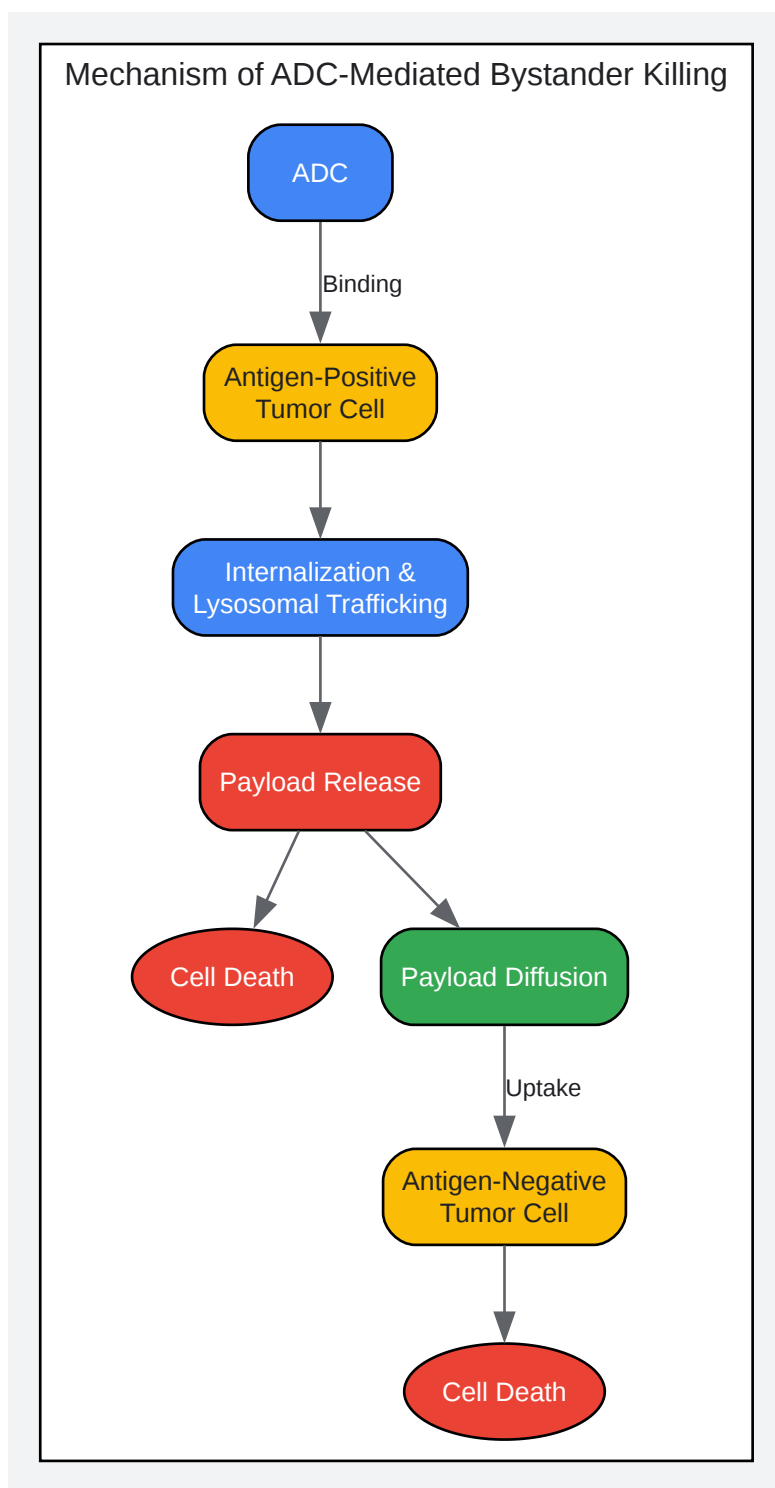 Mechanism of ADC-Mediated Bystander Killing
ADC
Binding
Antigen-Positive
Tumor Cell
Internalization &
Lysosomal Trafficking
Payload Release
Cell Death
Payload Diffusion
Uptake
Antigen-Negative
Tumor Cell
Cell Death